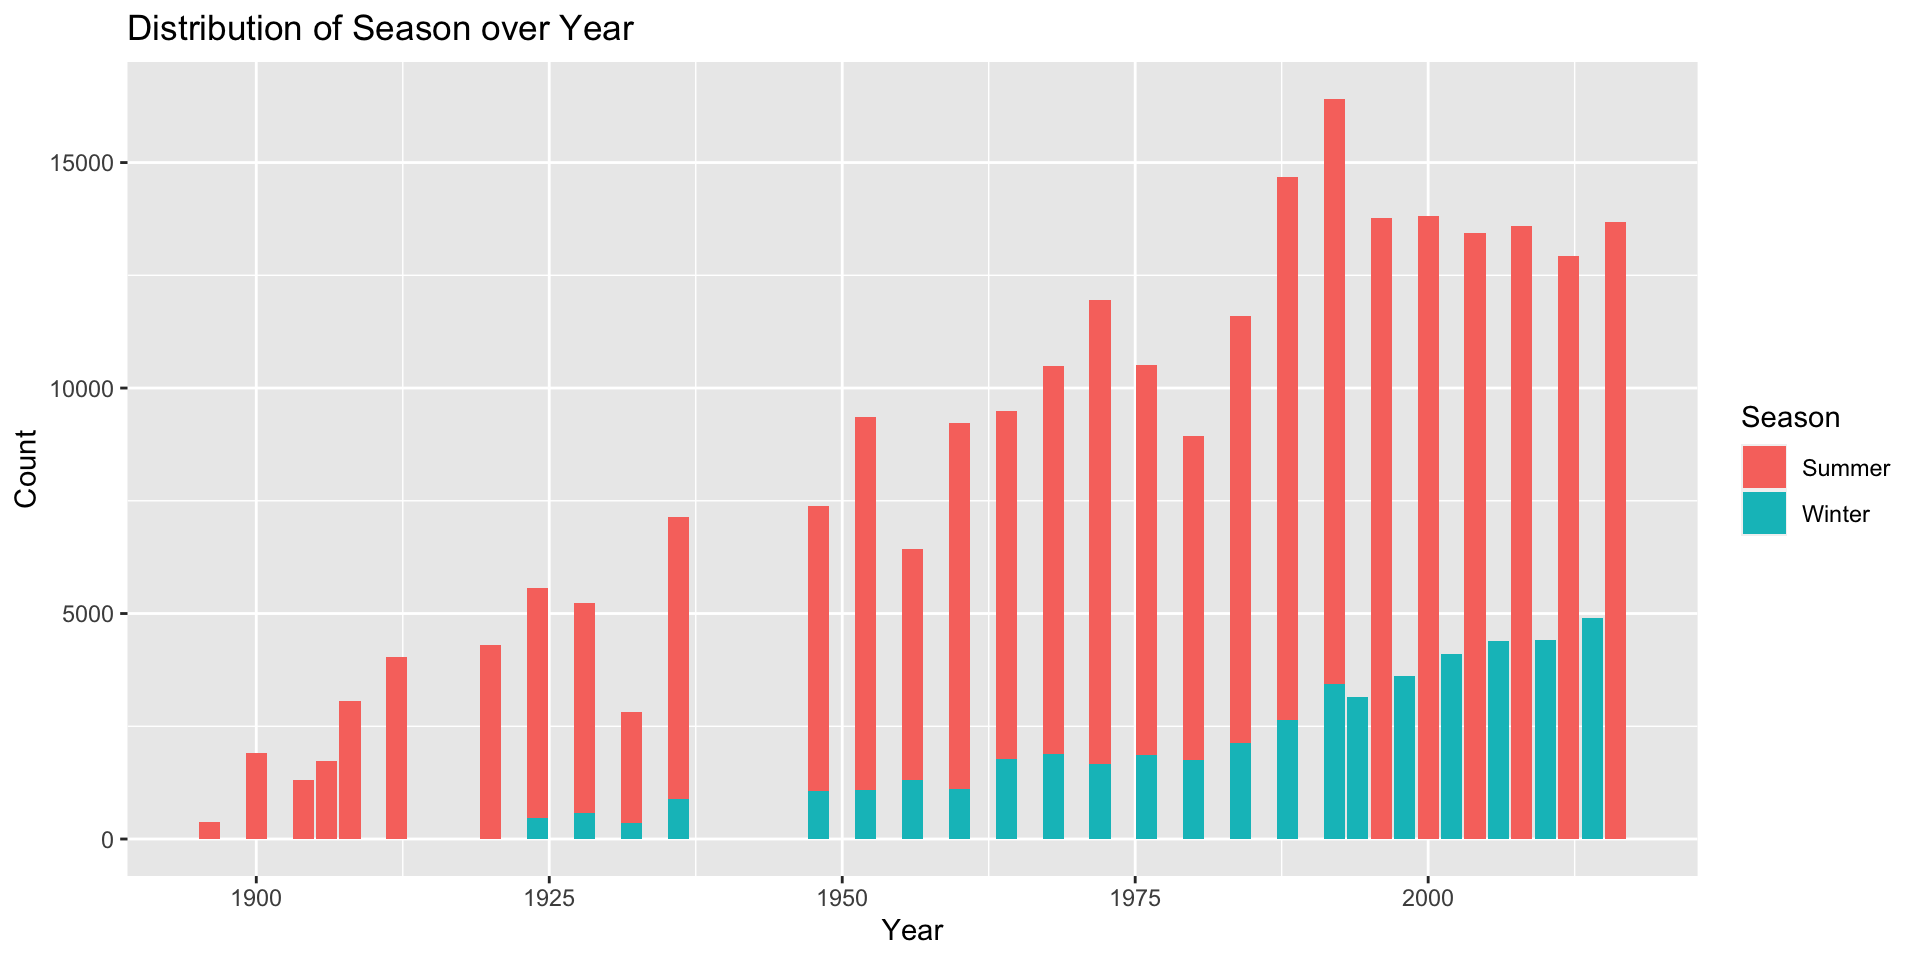 Distribution of Season over Year
15000
10000
5000
0
Count
1900 1925 1950 1975 2000
Year
Season
Summer
Winter